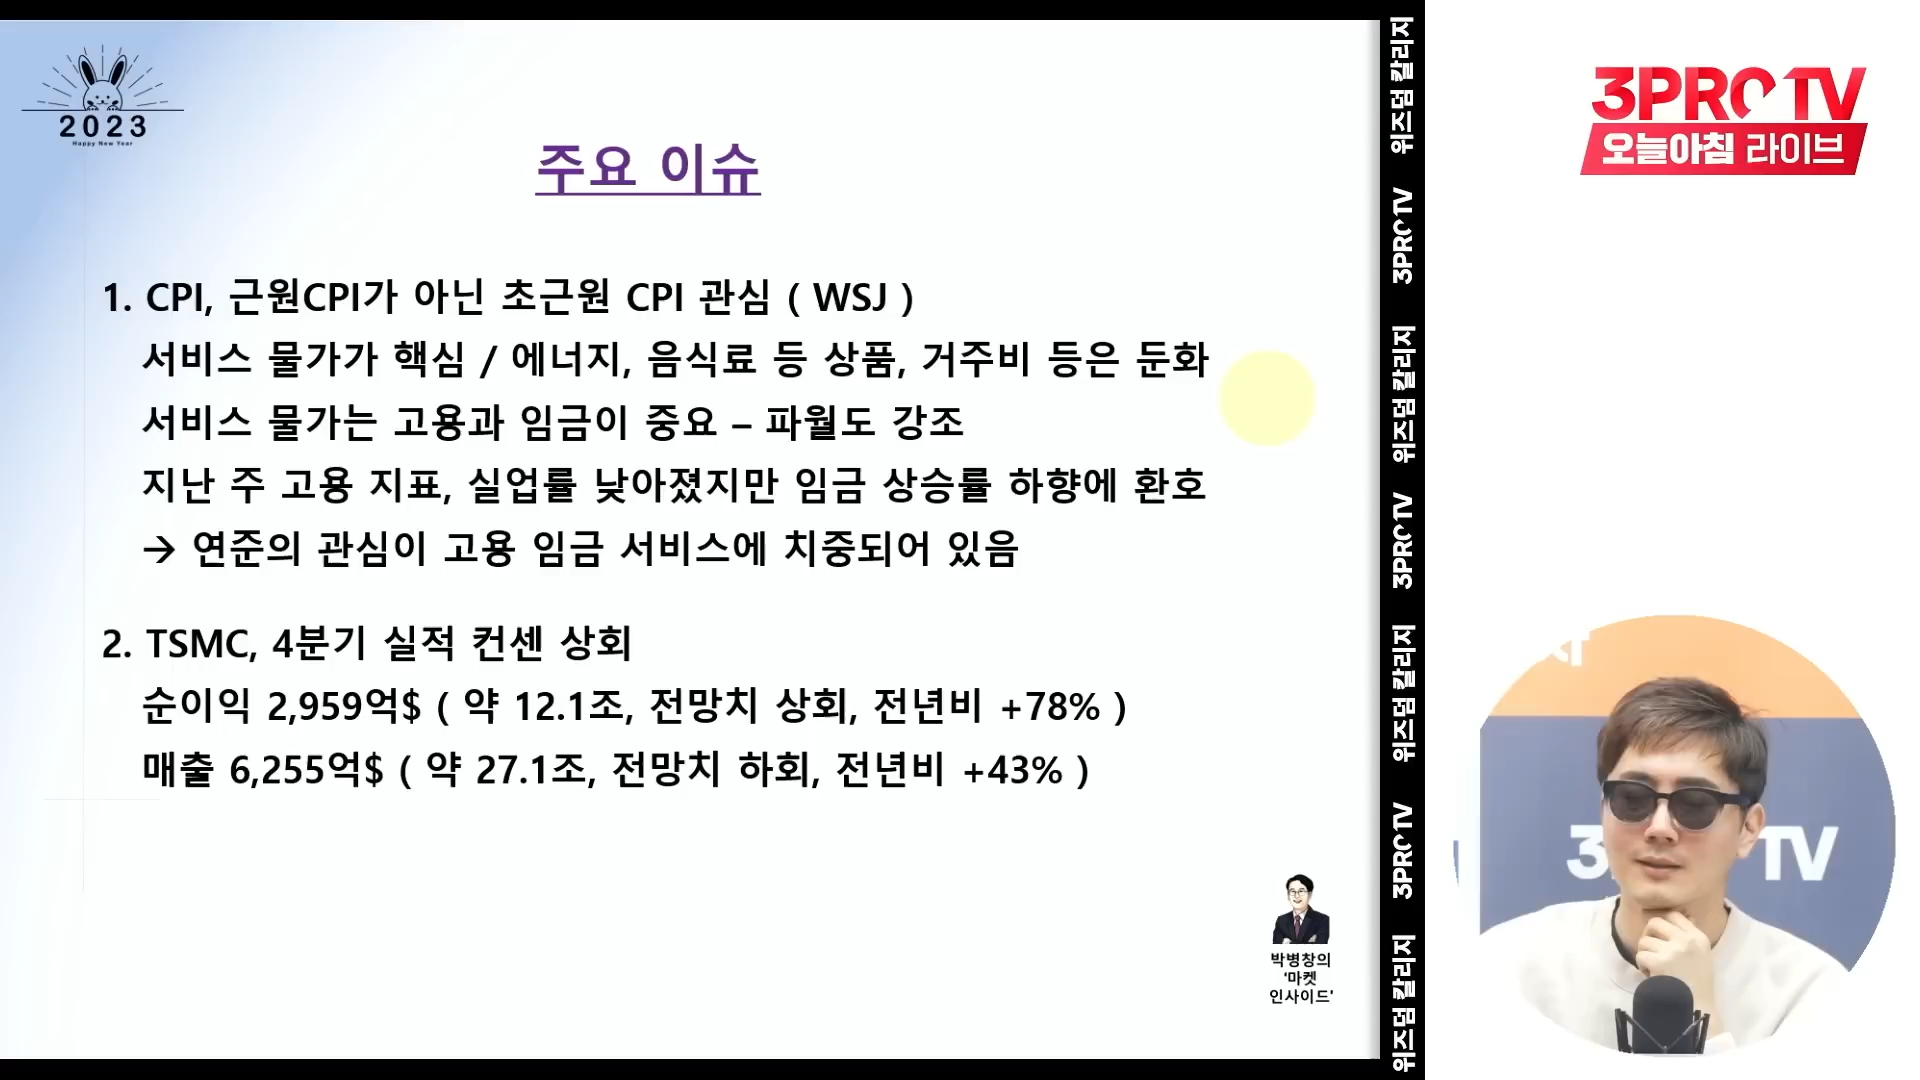 2023
Happy New Year
주요 이슈
1. CPI, 근원CPI가 아닌 초근원 CPI 관심 ( WSJ )
서비스 물가가 핵심 / 에너지, 음식료 등 상품, 거주비 등은 둔화
서비스 물가는 고용과 임금이 중요 – 파월도 강조
지난 주 고용 지표, 실업률 낮아졌지만 임금 상승률 하향에 환호
→ 연준의 관심이 고용 임금 서비스에 치중되어 있음
2. TSMC, 4분기 실적 컨센 상회
순이익 2,959억$ ( 약 12.1조, 전망치 상회, 전년비 +78% )
매출 6,255억$ ( 약 27.1조, 전망치 하회, 전년비 +43% )
박병창의
‘마켓
인사이드’
위즈덤 칼리지
3PROTV
위즈덤 칼리지
3PROTV
위즈덤 칼리지
3PROTV
위즈덤 칼리지
3PRO TV
오늘아침 라이브
3 TV